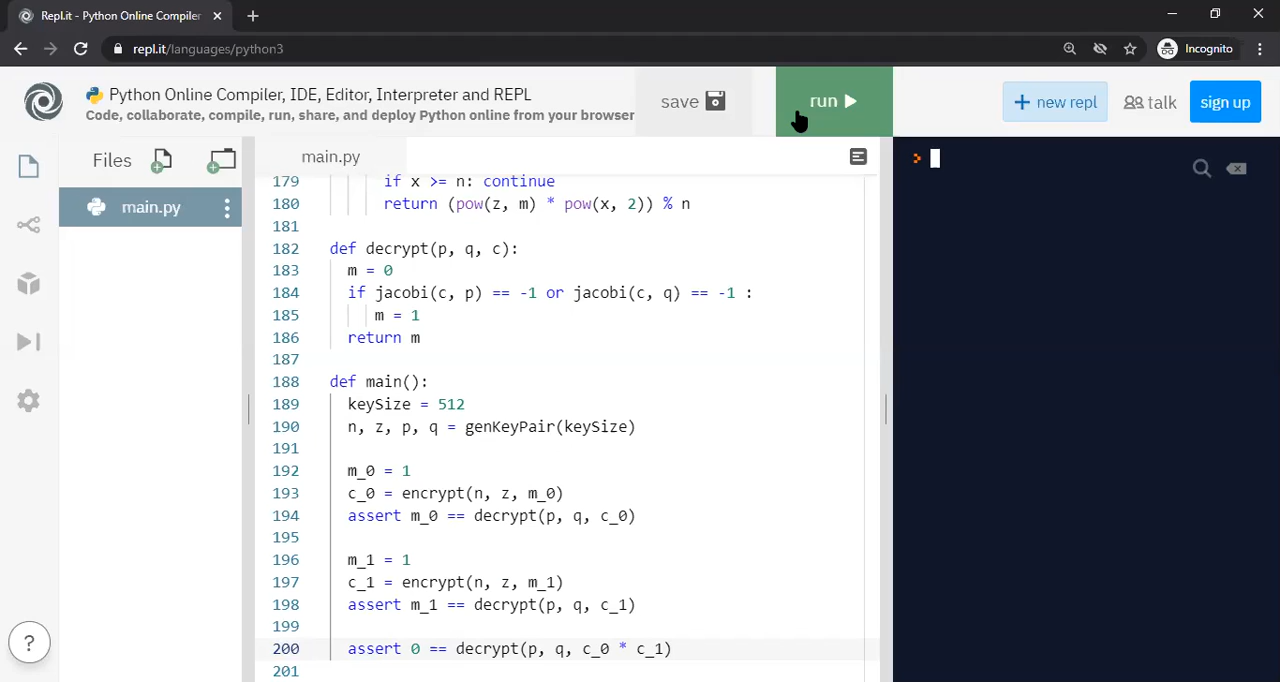 Repl.it - Python Online Compiler
repl.it/languages/python3
Incognito
Python Online Compiler, IDE, Editor, Interpreter and REPL
Code, collaborate, compile, run, share, and deploy Python online from your browser
save
run
+ new repl
talk
sign up
Files
main.py
main.py
179 if x >= n: continue
180 return (pow(z, m) * pow(x, 2)) % n
181
182 def decrypt(p, q, c):
183 m = 0
184 if jacobi(c, p) == -1 or jacobi(c, q) == -1 :
185 m = 1
186 return m
187
188 def main():
189 keySize = 512
190 n, z, p, q = genKeyPair(keySize)
191
192 m_0 = 1
193 c_0 = encrypt(n, z, m_0)
194 assert m_0 == decrypt(p, q, c_0)
195
196 m_1 = 1
197 c_1 = encrypt(n, z, m_1)
198 assert m_1 == decrypt(p, q, c_1)
199
200 assert 0 == decrypt(p, q, c_0 * c_1)
201
>
?